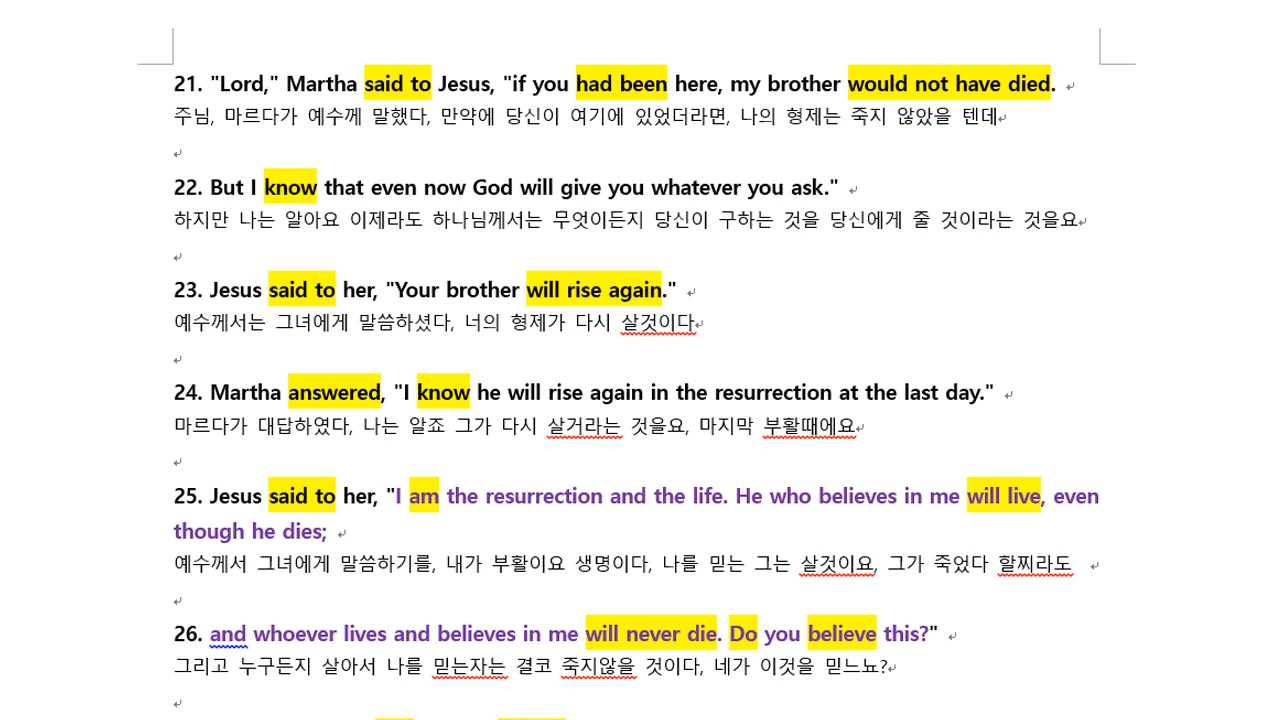 21. "Lord," Martha said to Jesus, "if you had been here, my brother would not have died.
주님, 마르다가 예수께 말했다, 만약에 당신이 여기에 있었더라면, 나의 형제는 죽지 않았을 텐데
22. But I know that even now God will give you whatever you ask."
하지만 나는 알아요 이제라도 하나님께서는 무엇이든지 당신이 구하는 것을 당신에게 줄 것이라는 것을요
23. Jesus said to her, "Your brother will rise again."
예수께서는 그녀에게 말씀하셨다, 너의 형제가 다시 살것이다
24. Martha answered, "I know he will rise again in the resurrection at the last day."
마르다가 대답하였다, 나는 알죠 그가 다시 살거라는 것을요, 마지막 부활때에요
25. Jesus said to her, "I am the resurrection and the life. He who believes in me will live, even
though he dies;
예수께서 그녀에게 말씀하기를, 내가 부활이요 생명이다, 나를 믿는 그는 살것이요, 그가 죽었다 할찌라도
26. and whoever lives and believes in me will never die. Do you believe this?"
그리고 누구든지 살아서 나를 믿는자는 결코 죽지않을 것이다, 네가 이것을 믿느뇨?